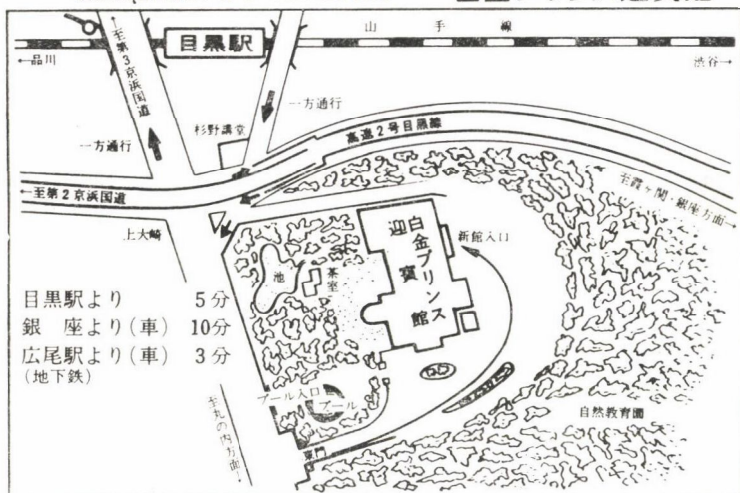 山手線
目黒駅
←品川
渋谷→
至第3京浜国道
一方通行
一方通行
杉野講堂
高速2号目黒線
←至第2京浜国道
至霞ヶ関・銀座方面→
上大崎
新館入口
白金プリンス
迎賓館
池
茶室
目黒駅より 5分
銀座より(車) 10分
広尾駅より(車) 3分
(地下鉄)
プール入口
プール
自然教育園
至丸の内方面→
東門